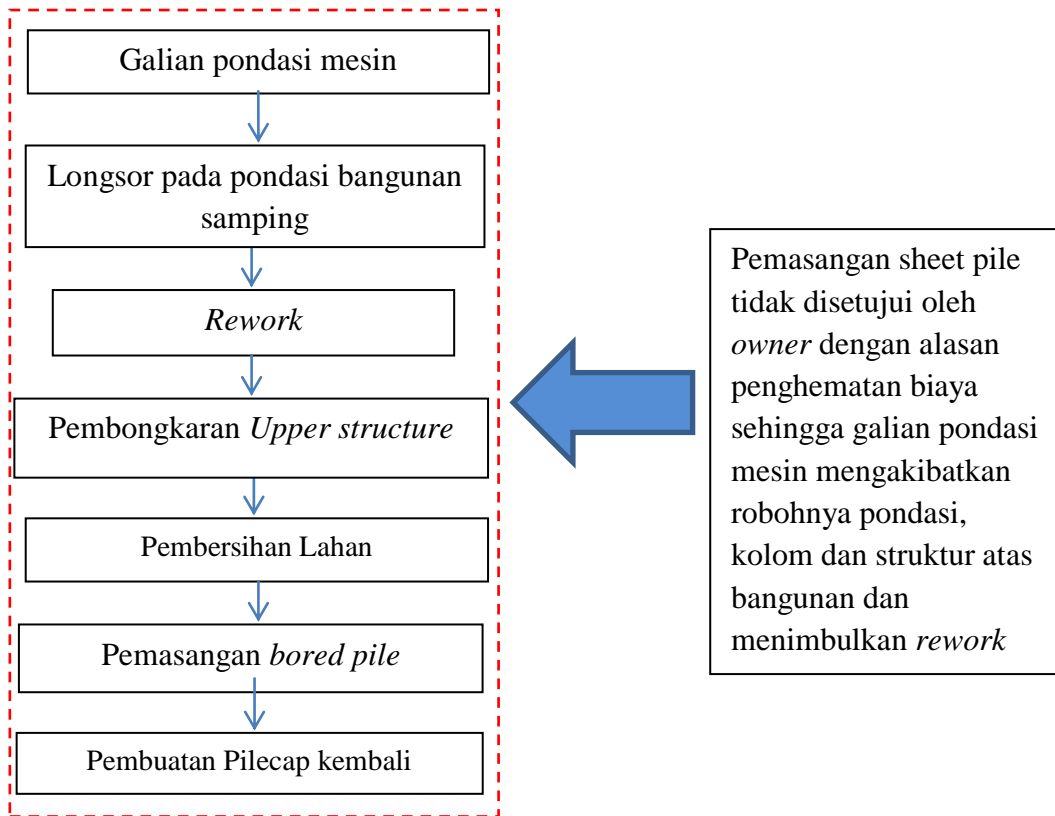 Galian pondasi mesin
Longsor pada pondasi bangunan
samping
Rework
Pembongkaran Upper structure
Pembersihan Lahan
Pemasangan bored pile
Pembuatan Pilecap kembali
Pemasangan sheet pile
tidak disetujui oleh
owner dengan alasan
penghematan biaya
sehingga galian pondasi
mesin mengakibatkan
robohnya pondasi,
kolom dan struktur atas
bangunan dan
menimbulkan rework